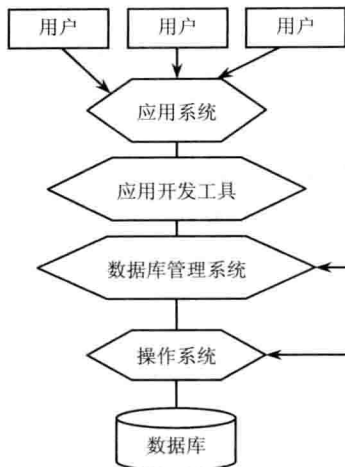 用户 用户 用户
应用系统
应用开发工具
数据库管理系统
操作系统
数据库